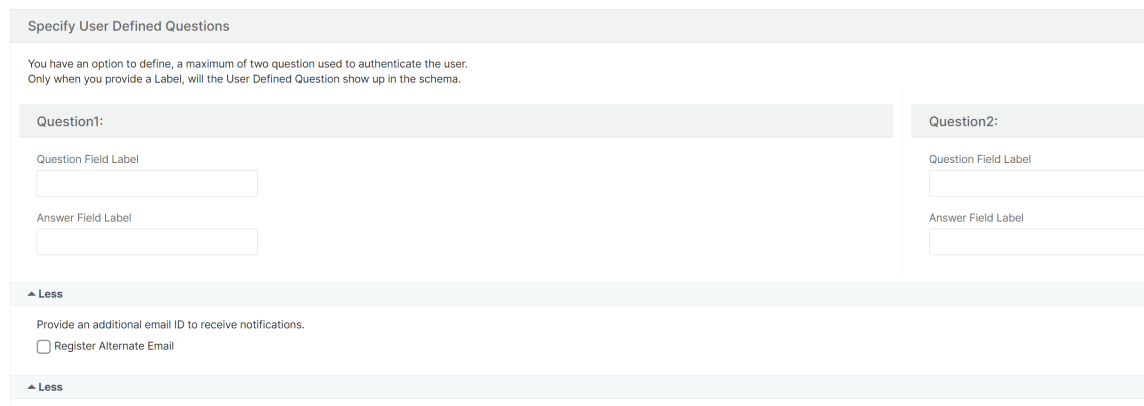 Specify User Defined Questions
You have an option to define, a maximum of two question used to authenticate the user.
Only when you provide a Label, will the User Defined Question show up in the schema.
Question1:
Question Field Label
Answer Field Label
Question2:
Question Field Label
Answer Field Label
Less
Provide an additional email ID to receive notifications.
Register Alternate Email
Less